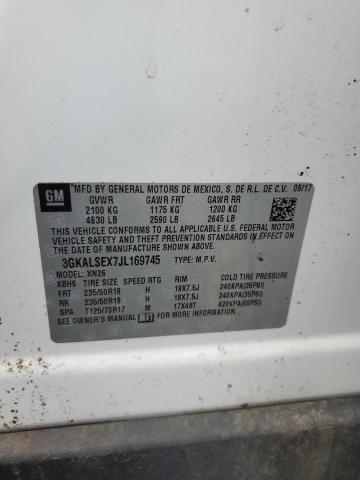 GM
MFD BY GENERAL MOTORS DE MEXICO, S. DE R.L. DE C.V. 09/17
GVWR GAWR FRT GAWR RR
2100 KG 1175 KG 1200 KG
4630 LB 2590 LB 2645 LB
THIS VEHICLE CONFORMS TO ALL APPLICABLE U.S. FEDERAL
MOTOR VEHICLE SAFETY, BUMPER, AND THEFT
PREVENTION STANDARDS IN EFFECT ON THE
DATE OF MANUFACTURE SHOWN ABOVE.
3GKALSEX7JL169745 TYPE: M.P.V.
XN26
XBH6 TIRE SIZE SPEED RTG RIM COLD TIRE PRESSURE
FRT 235/50R19 H 19X7.5J 240KPA(35PSI)
RR 235/50R19 H 19X7.5J 240KPA(35PSI)
SPA T125/70R17 M 17X4BT 420KPA(60PSI)
SEE OWNER'S MANUAL FOR ADDITIONAL INFORMATION.